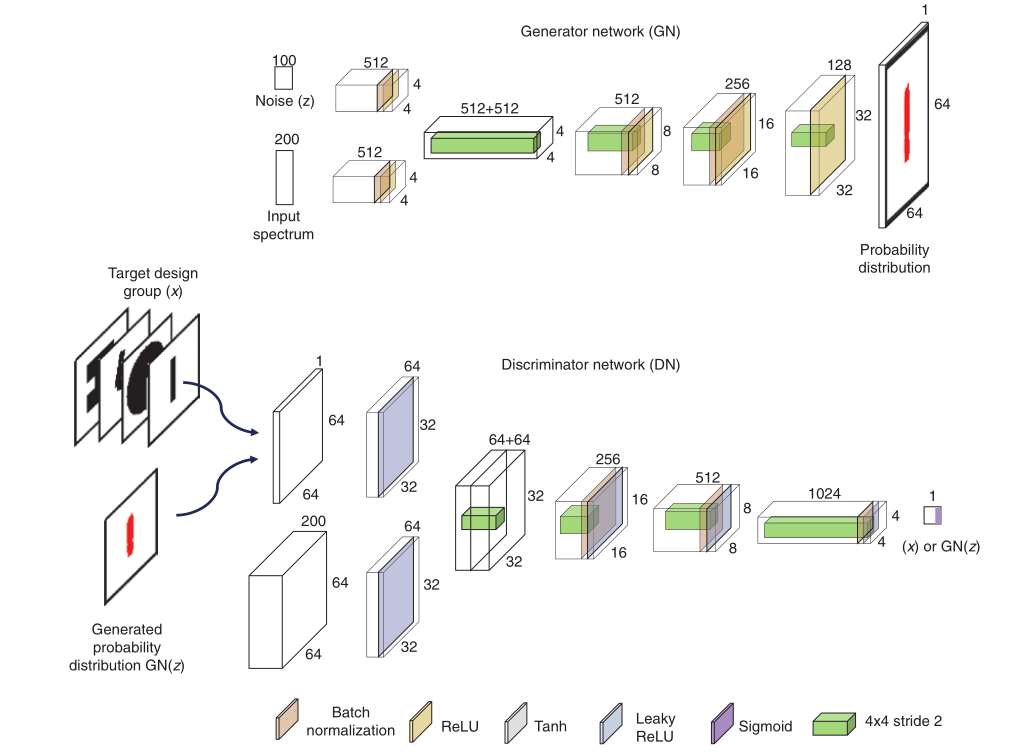 Generator network (GN)
100
Noise (z)
512
4
4
200
Input
spectrum
512
4
4
512+512
4
4
512
8
8
256
16
16
128
32
32
1
64
64
Probability
distribution
Target design
group (x)
Generated
probability
distribution GN(z)
Discriminator network (DN)
1
64
64
64
32
32
200
64
64
64
32
32
64+64
32
32
256
16
16
512
8
8
1024
4
4
1
(x) or GN(z)
Batch
normalization
ReLU
Tanh
Leaky
ReLU
Sigmoid
4x4 stride 2